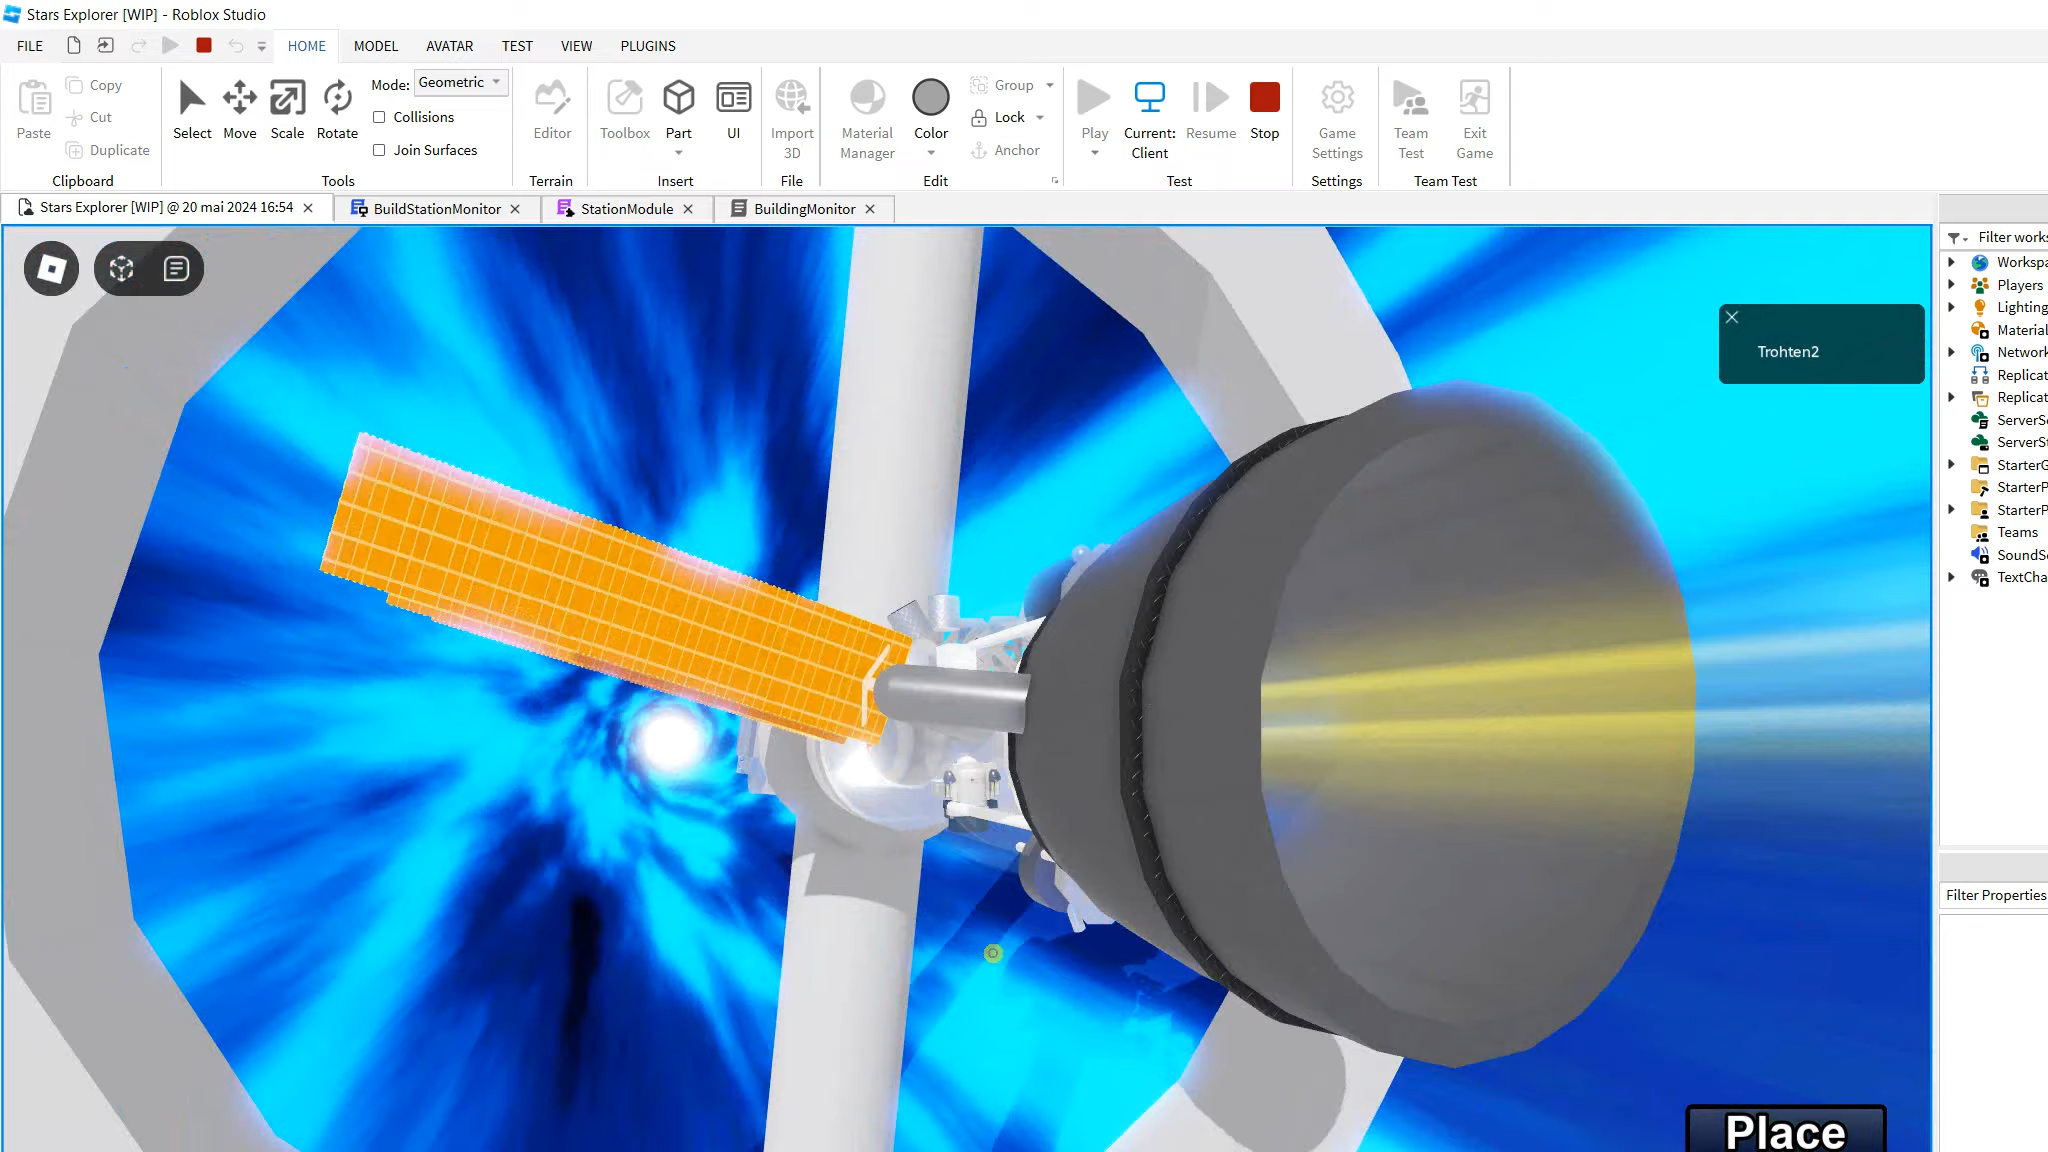 Stars Explorer [WIP] - Roblox Studio
FILE HOME MODEL AVATAR TEST VIEW PLUGINS
Paste Copy Cut Duplicate
Clipboard
Select Move Scale Rotate
Mode: Geometric
Collisions
Join Surfaces
Tools
Editor
Terrain
Toolbox Part UI
Insert
Import 3D
File
Material Manager
Color
Group
Lock
Anchor
Edit
Play
Current: Client
Resume Stop
Test
Game Settings
Settings
Team Test
Exit Game
Team Test
Stars Explorer [WIP] @ 20 mai 2024 16:54
BuildStationMonitor
StationModule
BuildingMonitor
Filter works
Workspa
Players
Lighting
Material
Network
Replicat
Replicat
ServerSc
ServerSt
StarterG
StarterP
StarterP
Teams
SoundSe
TextCha
Filter Properties
Trohten2
Place